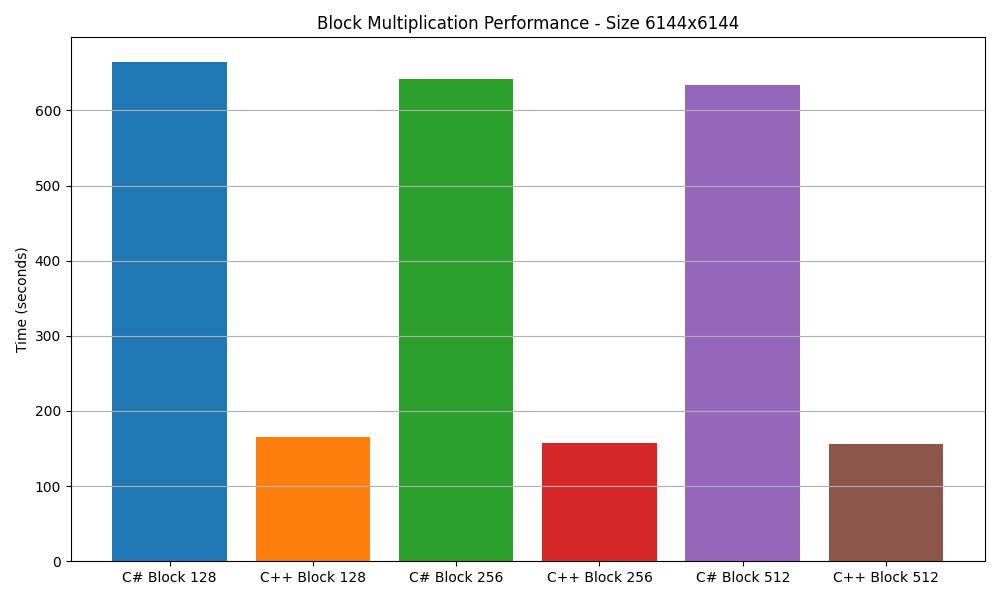 Block Multiplication Performance - Size 6144x6144
Time (seconds)
600
500
400
300
200
100
0
C# Block 128
C++ Block 128
C# Block 256
C++ Block 256
C# Block 512
C++ Block 512